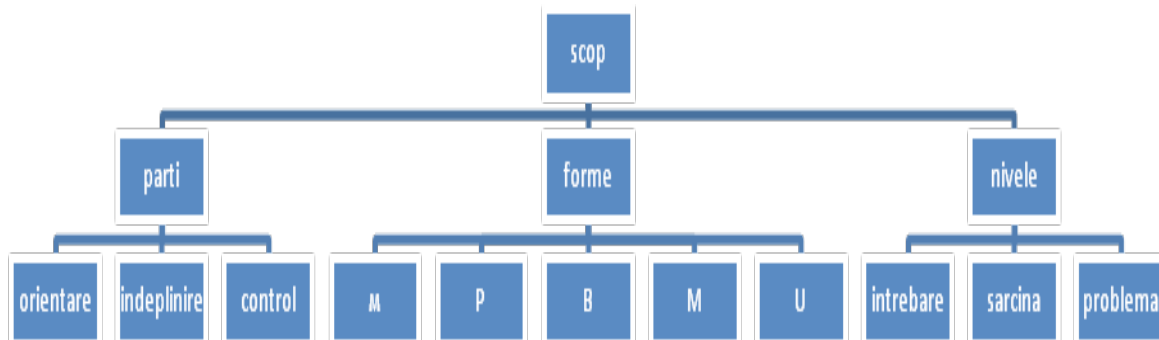 scop
parti
forme
nivele
orientare
indeplinire
control
м
P
B
M
U
intrebare
sarcina
problema